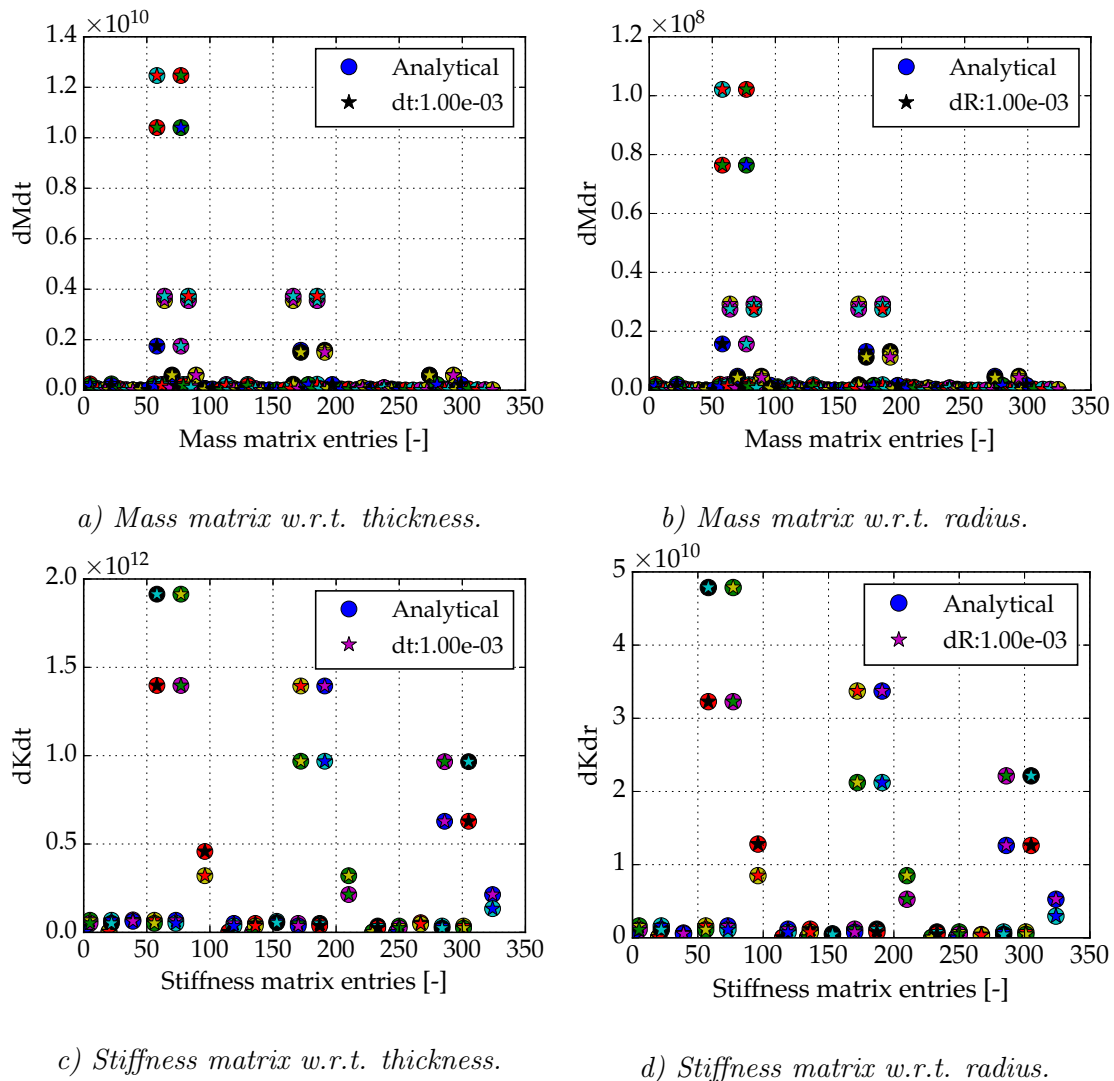 ×10^10
1.4
1.2
1.0
0.8
0.6
0.4
0.2
0.0
dMdt
Analytical
dt:1.00e-03
0 50 100 150 200 250 300 350
Mass matrix entries [-]
a) Mass matrix w.r.t. thickness.
×10^8
1.2
1.0
0.8
0.6
0.4
0.2
0.0
dMdr
Analytical
dR:1.00e-03
0 50 100 150 200 250 300 350
Mass matrix entries [-]
b) Mass matrix w.r.t. radius.
×10^12
2.0
1.5
1.0
0.5
0.0
dKdt
Analytical
dt:1.00e-03
0 50 100 150 200 250 300 350
Stiffness matrix entries [-]
c) Stiffness matrix w.r.t. thickness.
×10^10
5
4
3
2
1
0
dKdr
Analytical
dR:1.00e-03
0 50 100 150 200 250 300 350
Stiffness matrix entries [-]
d) Stiffness matrix w.r.t. radius.